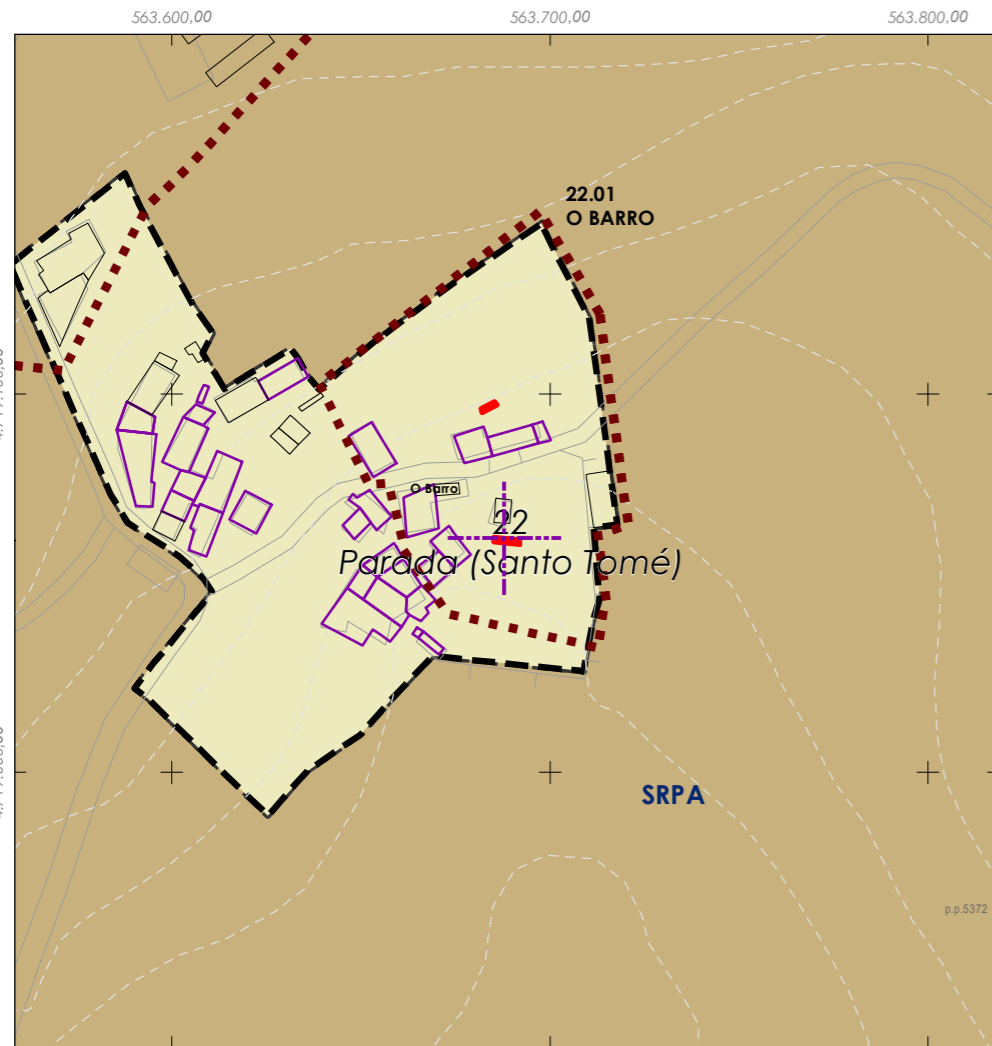 563.600,00
563.700,00
563.800,00
22.01
O BARRO
O Barro
22
Parada (Santo Tomé)
SRPA
p.p.5372